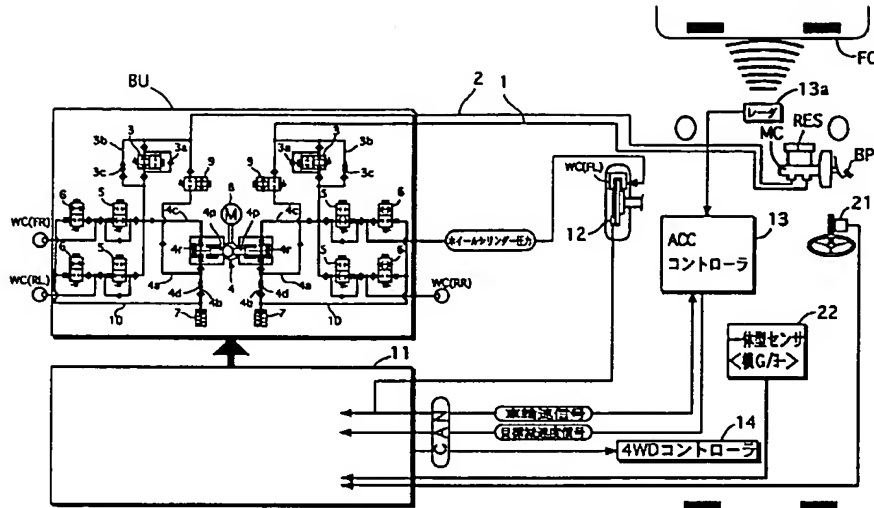 BU
2
1
FC
13a
レーダ
RES
MC
BP
3b
3
3a
3c
9
3
3b
3a
3c
9
8
M
6
5
4c
4p
4p
4c
5
6
WC(FR)
4r
4
4r
6
5
5
6
WC(RL)
4a
4d
4b
4d
4b
4a
WC(RR)
10
7
7
10
WC(FL)
12
ホイールシリンダー圧力
13
ACC
コントローラ
21
22
一体型センサ
<横G/ヨー>
11
CAN
車輪速信号
目標減速度信号
14
4WDコントローラ